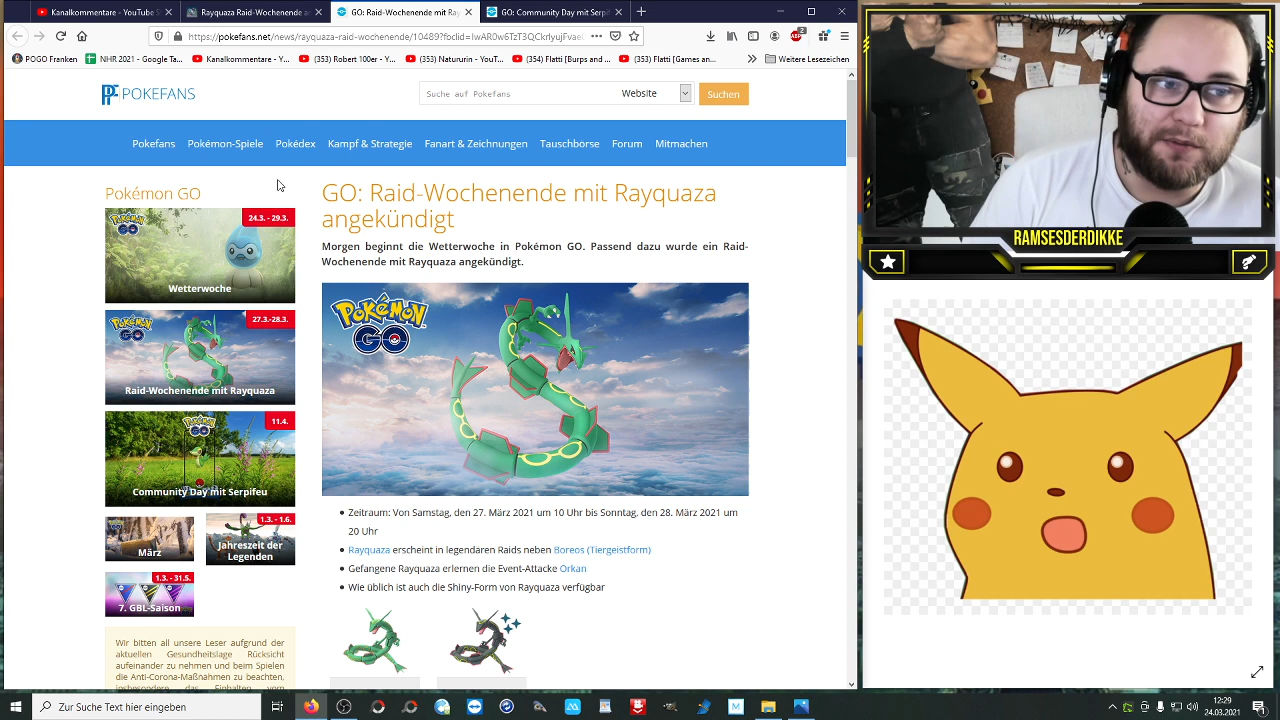 Kanalkommentare - YouTube S
Rayquaza Raid-Wochenende an
GO: Raid-Wochenende mit Ray
GO: Community Day mit Serpif
https://pokefans.net/news/rayquaza-raid-wochenende/10489?fbclid=IwAR0w6TzT3QCkrlyujh
POGO Franken
NHR 2021 - Google Ta...
Kanalkommentare - Y...
(353) Robert 100er - Y...
(353) Natururin - YouT...
(354) Flatti [Burps and ...
(353) Flatti [Games an...
Weitere Lesezeichen
POKEFANS
Suche auf Pokefans
Website
Suchen
Pokefans
Pokémon-Spiele
Pokédex
Kampf & Strategie
Fanart & Zeichnungen
Tauschbörse
Forum
Mitmachen
Pokémon GO
24.3. - 29.3.
Wetterwoche
27.3.-28.3.
Raid-Wochenende mit Rayquaza
11.4.
Community Day mit Serpifeu
März
1.3. - 1.6.
Jahreszeit der
Legenden
1.3. - 31.5.
7. GBL-Saison
Wir bitten all unsere Leser aufgrund der
aktuellen Gesundheitslage Rücksicht
aufeinander zu nehmen und beim Spielen
die Anti-Corona-Maßnahmen zu beachten,
insbesondere das Einhalten vom
GO: Raid-Wochenende mit Rayquaza
angekündigt
Morgen beginnt die Wetterwoche in Pokémon GO. Passend dazu wurde ein Raid-
Wochenende mit Rayquaza angekündigt.
POKÉMON
GO
Zeitraum: Von Samstag, den 27. März 2021 um 10 Uhr bis Sonntag, den 28. März 2021 um
20 Uhr
Rayquaza erscheint in legendären Raids neben Boreos (Tiergeistform)
Gefangene Rayquaza erlernen die Event-Attacke Orkan
Wie üblich ist auch die Shiny-Form von Rayquaza verfügbar
RAMSESDERDIKKE
Zur Suche Text hier eingeben
12:29
24.03.2021